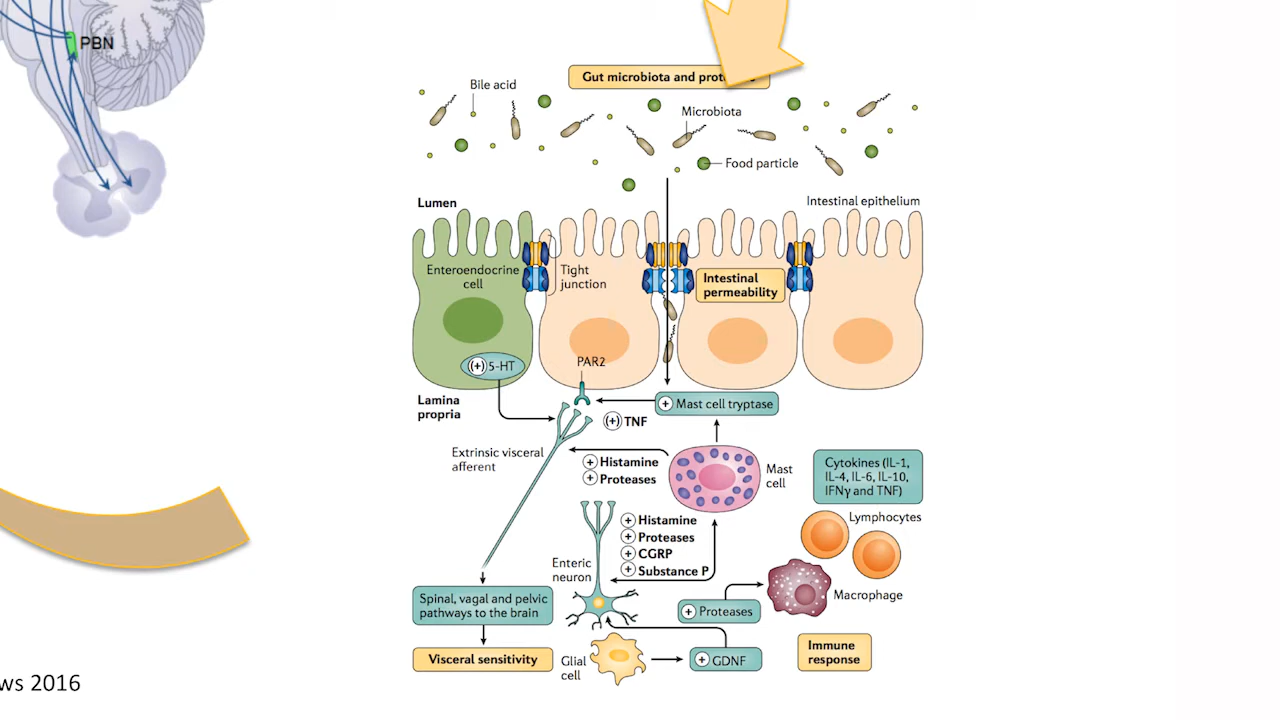 PBN
Gut microbiota and
Bile acid
Microbiota
Food particle
Lumen
Intestinal epithelium
Enteroendocrine
cell
Tight
junction
Intestinal
permeability
(+) 5-HT
PAR2
Lamina
propria
+ Mast cell tryptase
(+) TNF
Extrinsic visceral
afferent
+ Histamine
+ Proteases
Mast
cell
Cytokines (IL-1,
IL-4, IL-6, IL-10,
IFNγ and TNF)
Lymphocytes
+ Histamine
+ Proteases
+ CGRP
+ Substance P
Enteric
neuron
Macrophage
Spinal, vagal and pelvic
pathways to the brain
+ Proteases
Visceral sensitivity
Glial
cell
+ GDNF
Immune
response
2016